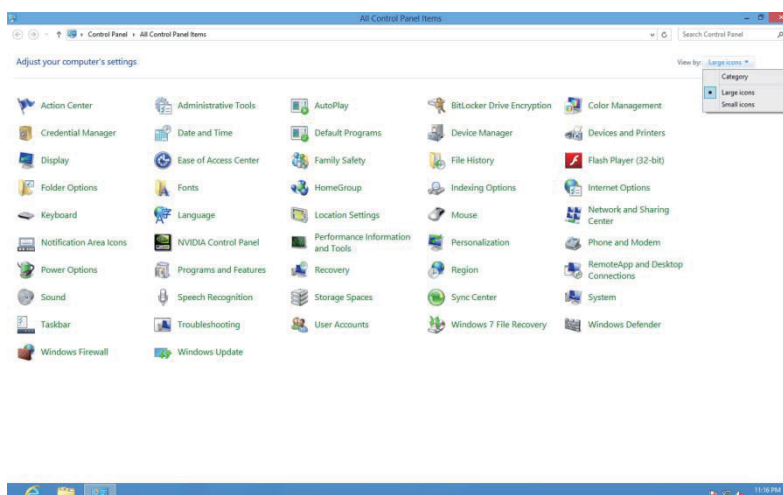 All Control Panel Items
Control Panel All Control Panel Items
Search Control Panel
Adjust your computer's settings
View by: Large icons
Category
Large icons
Small icons
Action Center Administrative Tools AutoPlay BitLocker Drive Encryption Color Management
Credential Manager Date and Time Default Programs Device Manager Devices and Printers
Display Ease of Access Center Family Safety File History Flash Player (32-bit)
Folder Options Fonts HomeGroup Indexing Options Internet Options
Keyboard Language Location Settings Mouse Network and Sharing
Center
Notification Area Icons NVIDIA Control Panel Performance Information
and Tools Personalization Phone and Modem
Power Options Programs and Features Recovery Region RemoteApp and Desktop
Connections
Sound Speech Recognition Storage Spaces Sync Center System
Taskbar Troubleshooting User Accounts Windows 7 File Recovery Windows Defender
Windows Firewall Windows Update
11:16 PM